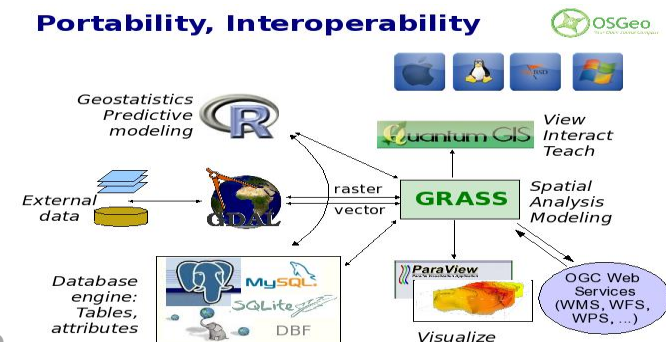 Portability, Interoperability
OSGeo
BSD
Geostatistics
Predictive
modeling
R
Quantum GIS
View
Interact
Teach
External
data
GDAL
raster
vector
GRASS
Spatial
Analysis
Modeling
Database
engine:
Tables,
attributes
MySQL
SQLite
DBF
ParaView
Visualize
OGC Web
Services
(WMS, WFS,
WPS, ...)